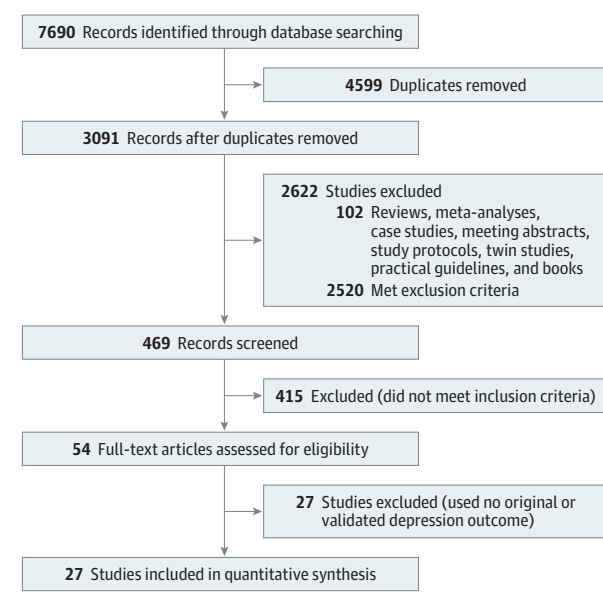 7690 Records identified through database searching
4599 Duplicates removed
3091 Records after duplicates removed
2622 Studies excluded
102 Reviews, meta-analyses,
case studies, meeting abstracts,
study protocols, twin studies,
practical guidelines, and books
2520 Met exclusion criteria
469 Records screened
415 Excluded (did not meet inclusion criteria)
54 Full-text articles assessed for eligibility
27 Studies excluded (used no original or
validated depression outcome)
27 Studies included in quantitative synthesis